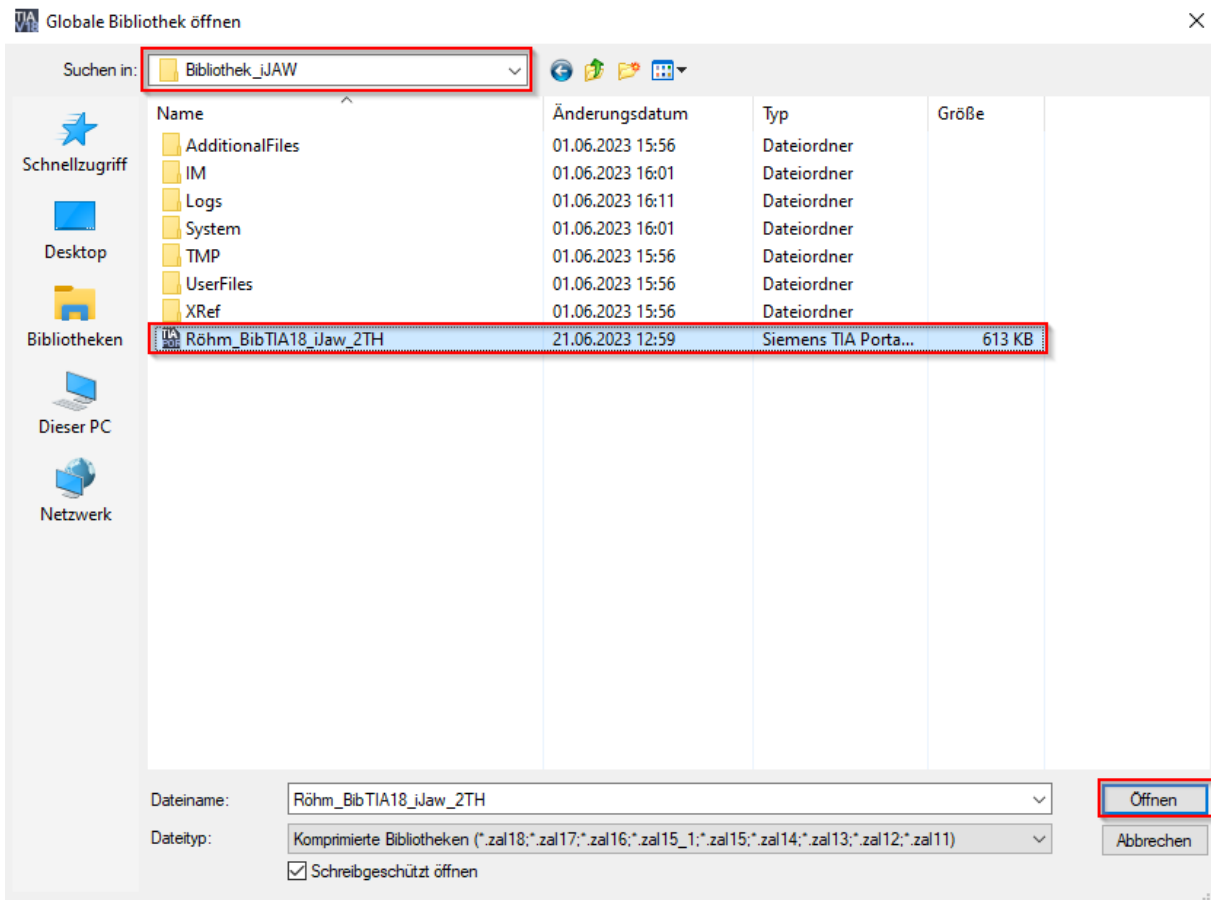 Globale Bibliothek öffnen
Suchen in: Bibliothek_iJAW
Name Änderungsdatum Typ Größe
AdditionalFiles 01.06.2023 15:56 Dateiordner
IM 01.06.2023 16:01 Dateiordner
Logs 01.06.2023 16:11 Dateiordner
System 01.06.2023 16:01 Dateiordner
TMP 01.06.2023 15:56 Dateiordner
UserFiles 01.06.2023 15:56 Dateiordner
XRef 01.06.2023 15:56 Dateiordner
Röhm_BibTIA18_iJaw_2TH 21.06.2023 12:59 Siemens TIA Porta... 613 KB
Schnellzugriff
Desktop
Bibliotheken
Dieser PC
Netzwerk
Dateiname: Röhm_BibTIA18_iJaw_2TH Öffnen
Dateityp: Komprimierte Bibliotheken (*.zal18;*.zal17;*.zal16;*.zal15_1;*.zal15;*.zal14;*.zal13;*.zal12;*.zal11) Abbrechen
Schreibgeschützt öffnen